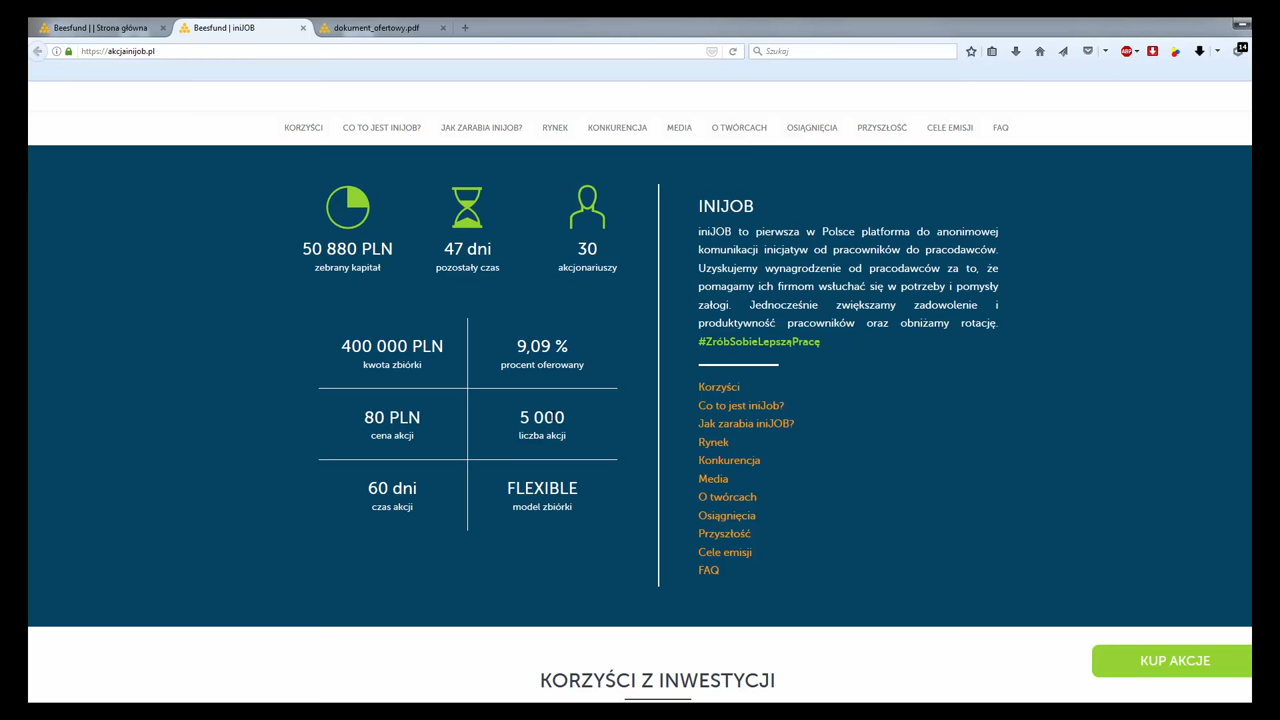 Beesfund | | Strona główna
Beesfund | iniJOB
dokument_ofertowy.pdf
https://akcjainijob.pl
Szukaj
ABP
14
KORZYŚCI
CO TO JEST INIJOB?
JAK ZARABIA INIJOB?
RYNEK
KONKURENCJA
MEDIA
O TWÓRCACH
OSIĄGNIĘCIA
PRZYSZŁOŚĆ
CELE EMISJI
FAQ
50 880 PLN
zebrany kapitał
47 dni
pozostały czas
30
akcjonariuszy
400 000 PLN
kwota zbiórki
9,09 %
procent oferowany
80 PLN
cena akcji
5 000
liczba akcji
60 dni
czas akcji
FLEXIBLE
model zbiórki
INIJOB
iniJOB to pierwsza w Polsce platforma do anonimowej
komunikacji inicjatyw od pracowników do pracodawców.
Uzyskujemy wynagrodzenie od pracodawców za to, że
pomagamy ich firmom wsłuchać się w potrzeby i pomysły
załogi. Jednocześnie zwiększamy zadowolenie i
produktywność pracowników oraz obniżamy rotację.
#ZróbSobieLepsząPracę
Korzyści
Co to jest iniJob?
Jak zarabia iniJOB?
Rynek
Konkurencja
Media
O twórcach
Osiągnięcia
Przyszłość
Cele emisji
FAQ
KUP AKCJE
KORZYŚCI Z INWESTYCJI